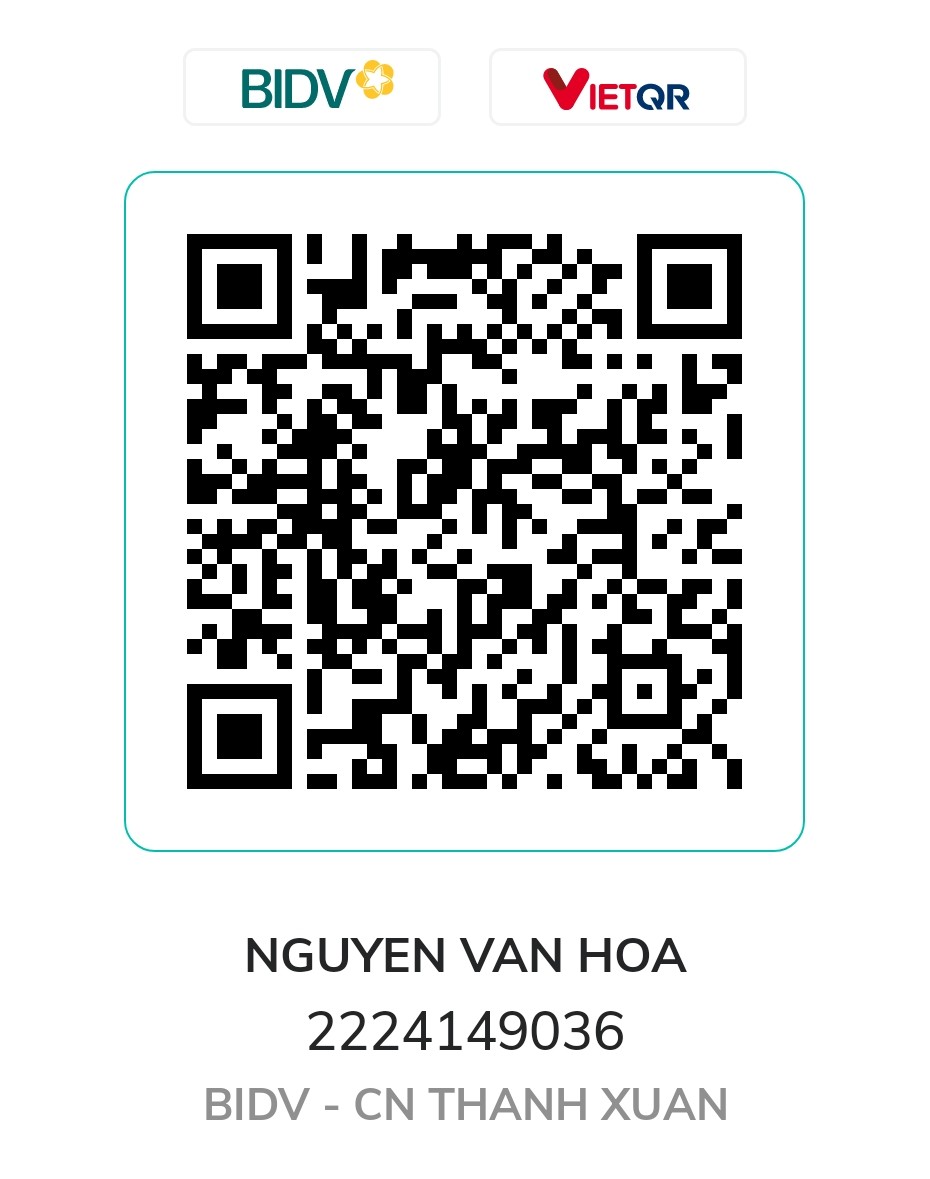 BIDV
VIETQR
NGUYEN VAN HOA
2224149036
BIDV - CN THANH XUAN